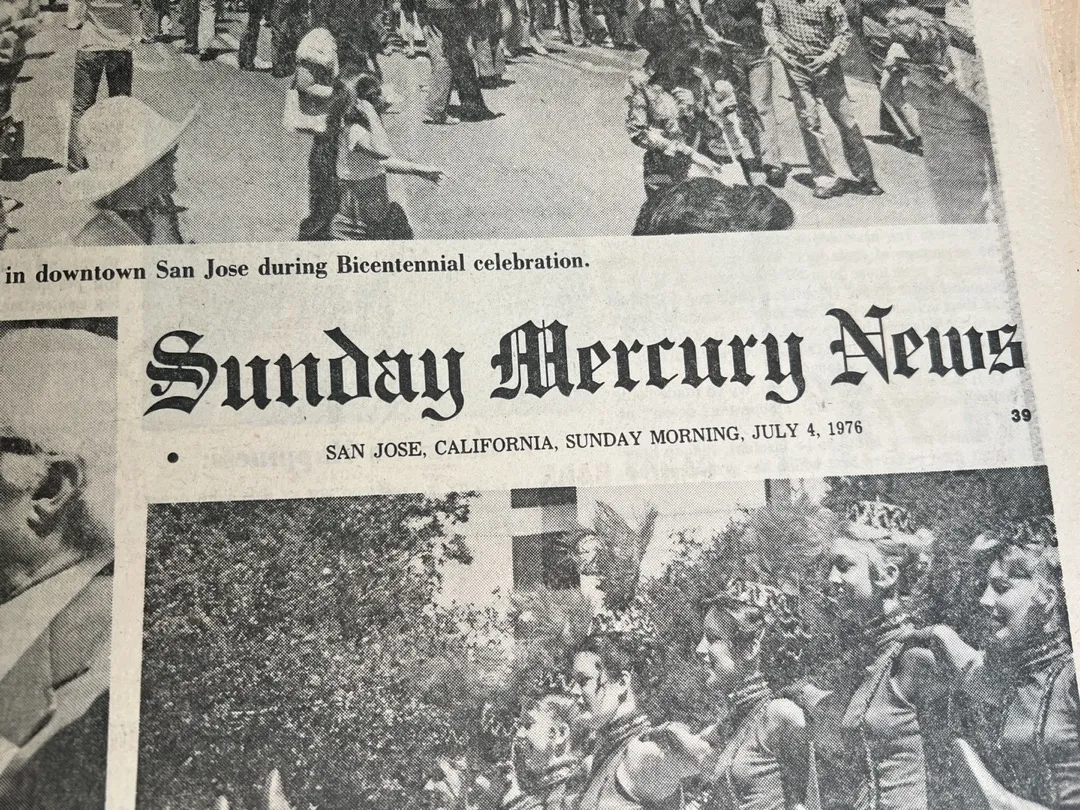 in downtown San Jose during Bicentennial celebration.
Sunday Mercury News
39
• SAN JOSE, CALIFORNIA, SUNDAY MORNING, JULY 4, 1976